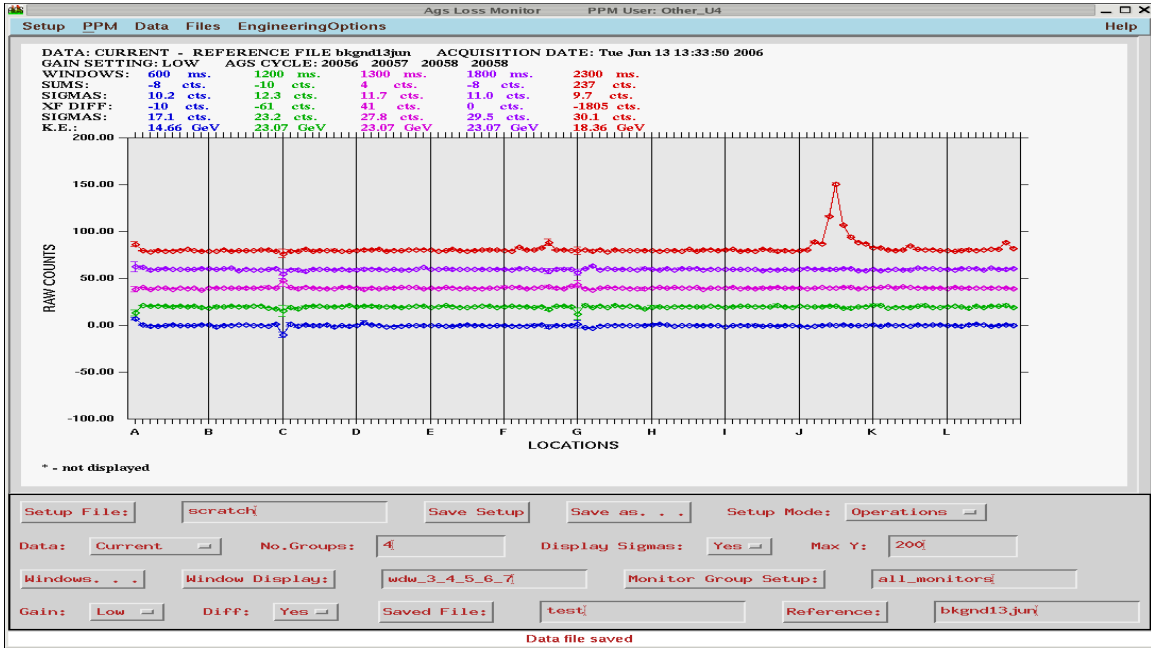 Ags Loss Monitor PPM User: Other_U4
Setup PPM Data Files EngineeringOptions Help
DATA: CURRENT - REFERENCE FILE bkgnd13jun ACQUISITION DATE: Tue Jun 13 13:33:50 2006
GAIN SETTING: LOW AGS CYCLE: 20056 20057 20058 20058
WINDOWS: 600 ms. 1200 ms. 1300 ms. 1800 ms. 2300 ms.
SUMS: -8 cts. -10 cts. 4 cts. -8 cts. 237 cts.
SIGMAS: 10.2 cts. 12.3 cts. 11.7 cts. 11.0 cts. 9.7 cts.
XF DIFF: -10 cts. -61 cts. 41 cts. 0 cts. -1805 cts.
SIGMAS: 17.1 cts. 23.2 cts. 27.8 cts. 29.5 cts. 30.1 cts.
K.E.: 14.66 GeV 23.07 GeV 23.07 GeV 23.07 GeV 18.36 GeV
200.00
150.00
100.00
50.00
0.00
-50.00
-100.00
RAW COUNTS
A B C D E F G H I J K L
LOCATIONS
* - not displayed
Setup File: scratch Save Setup Save as. . . Setup Mode: Operations
Data: Current No.Groups: 4 Display Sigmas: Yes Max Y: 200
Windows. . . Window Display: wdw_3_4_5_6_7 Monitor Group Setup: all_monitors
Gain: Low Diff: Yes Saved File: test Reference: bkgnd13jun
Data file saved